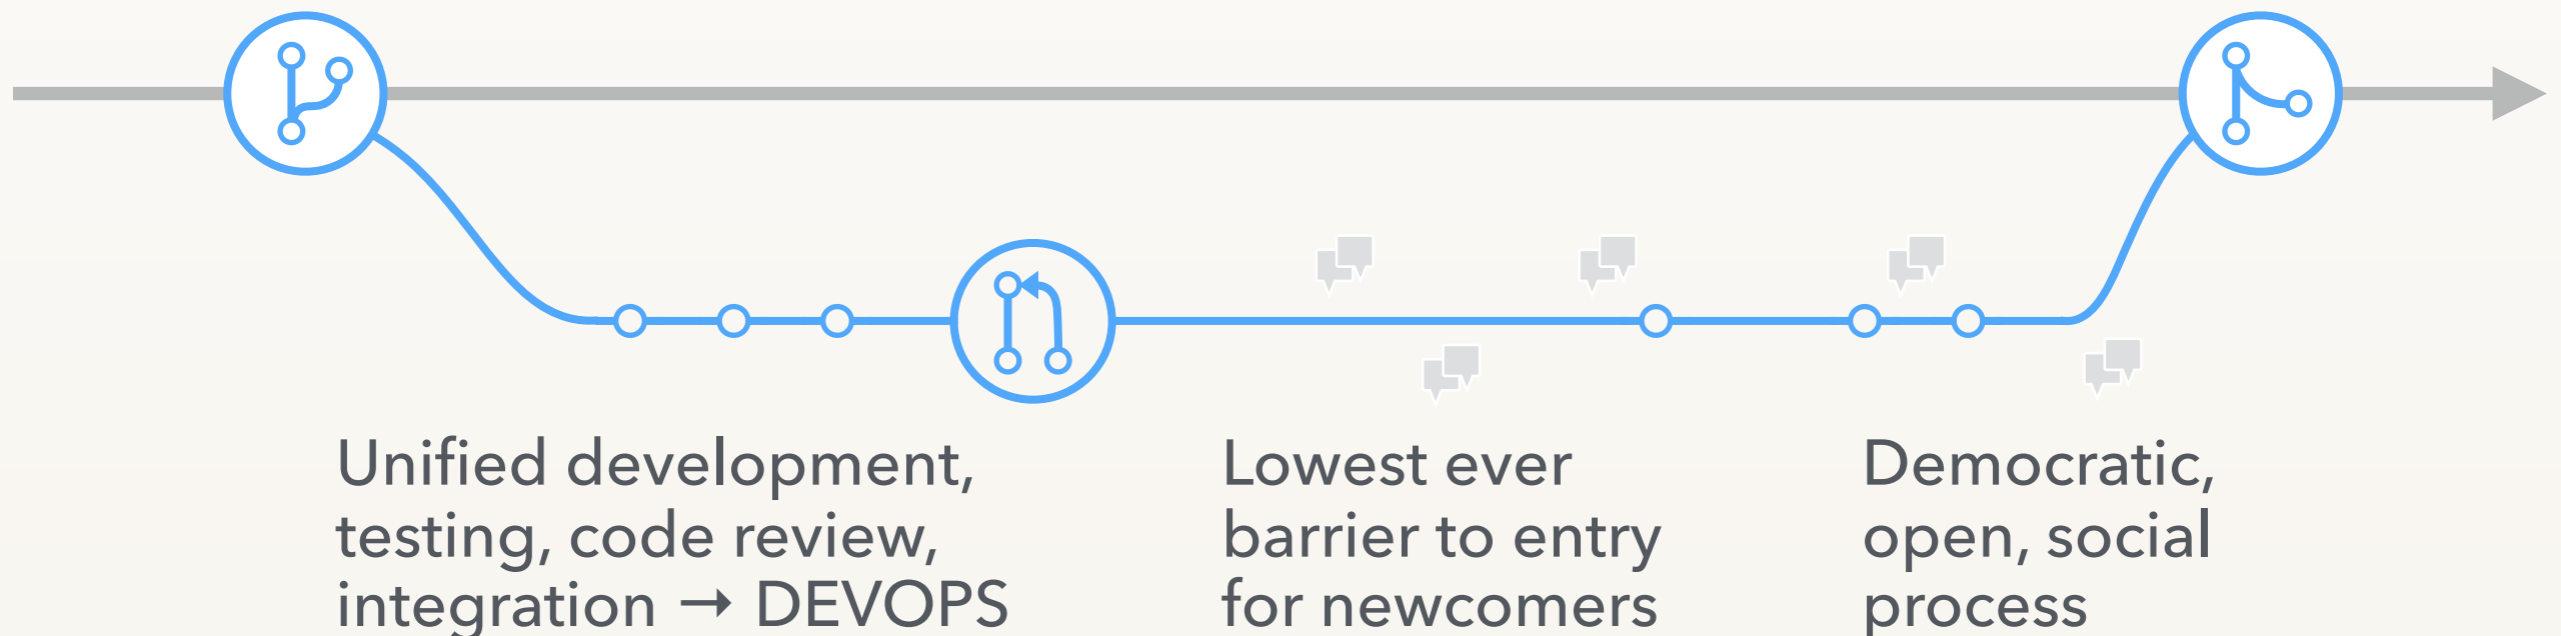 Unified development,
testing, code review,
integration → DEVOPS
Lowest ever
barrier to entry
for newcomers
Democratic,
open, social
process